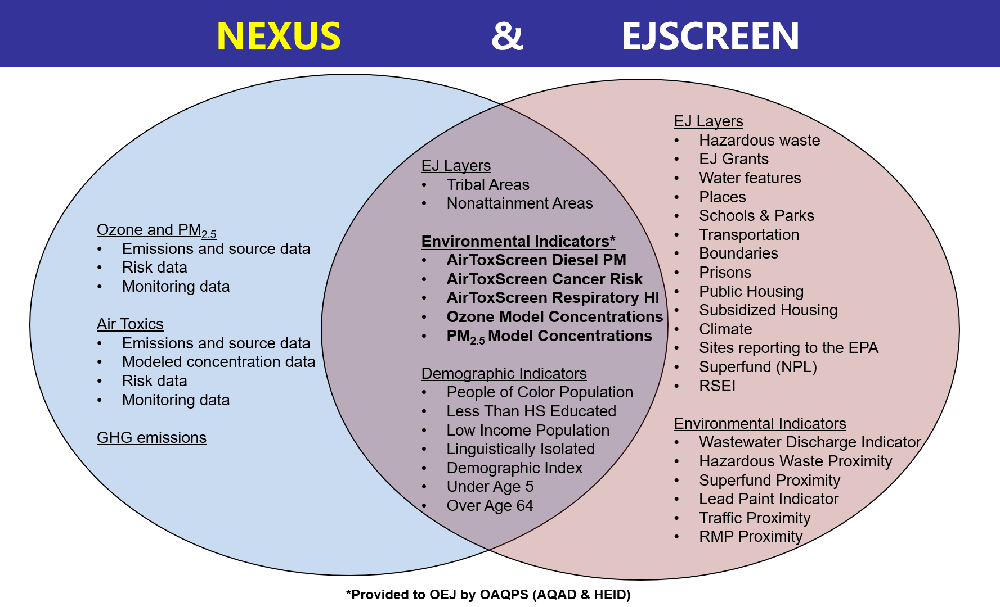 NEXUS & EJSCREEN
Ozone and PM2.5
• Emissions and source data
• Risk data
• Monitoring data
Air Toxics
• Emissions and source data
• Modeled concentration data
• Risk data
• Monitoring data
GHG emissions
EJ Layers
• Tribal Areas
• Nonattainment Areas
Environmental Indicators*
• AirToxScreen Diesel PM
• AirToxScreen Cancer Risk
• AirToxScreen Respiratory HI
• Ozone Model Concentrations
• PM2.5 Model Concentrations
Demographic Indicators
• People of Color Population
• Less Than HS Educated
• Low Income Population
• Linguistically Isolated
• Demographic Index
• Under Age 5
• Over Age 64
EJ Layers
• Hazardous waste
• EJ Grants
• Water features
• Places
• Schools & Parks
• Transportation
• Boundaries
• Prisons
• Public Housing
• Subsidized Housing
• Climate
• Sites reporting to the EPA
• Superfund (NPL)
• RSEI
Environmental Indicators
• Wastewater Discharge Indicator
• Hazardous Waste Proximity
• Superfund Proximity
• Lead Paint Indicator
• Traffic Proximity
• RMP Proximity
*Provided to OEJ by OAQPS (AQAD & HEID)